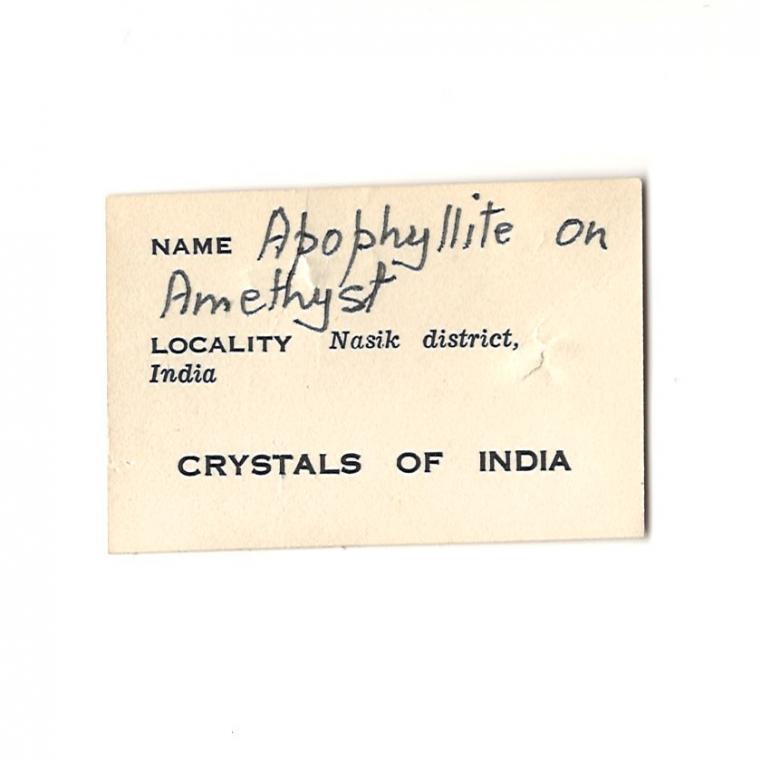 NAME Apophyllite on
Amethyst
LOCALITY Nasik district,
India
CRYSTALS OF INDIA